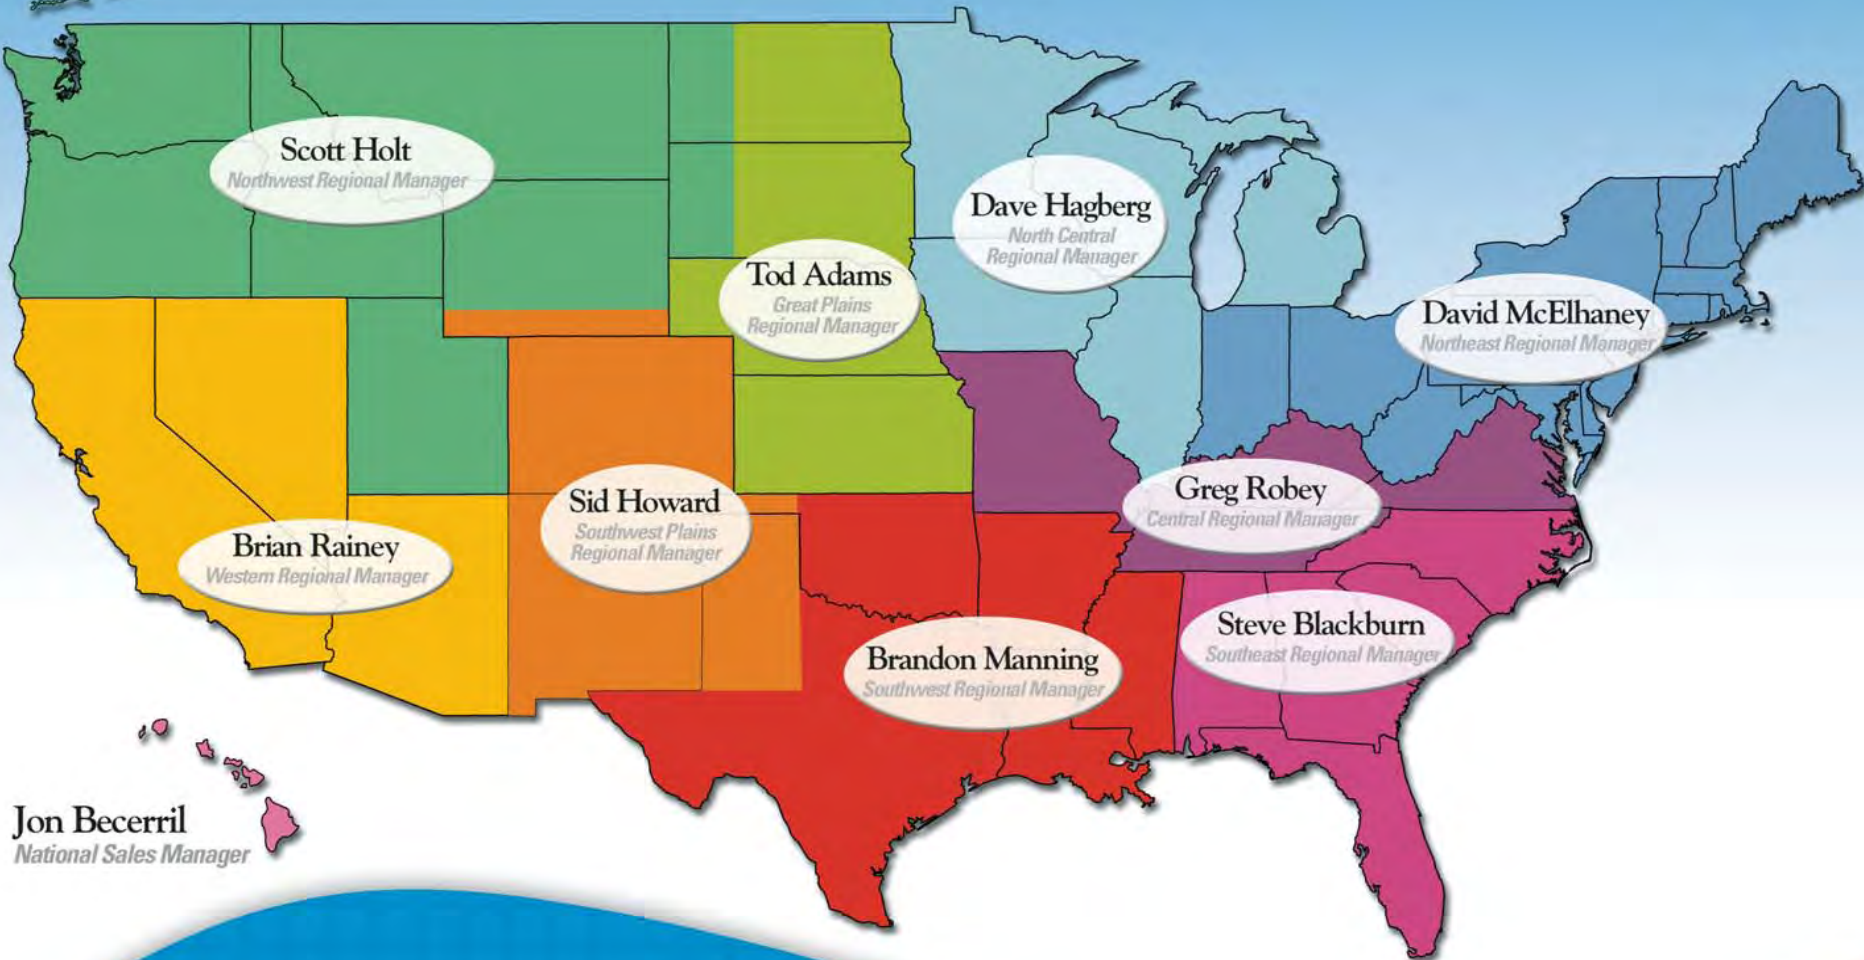 Scott Holt
Northwest Regional Manager
Dave Hagberg
North Central
Regional Manager
Tod Adams
Great Plains
Regional Manager
David McElhaney
Northeast Regional Manager
Sid Howard
Southwest Plains
Regional Manager
Greg Robey
Central Regional Manager
Brian Rainey
Western Regional Manager
Brandon Manning
Southwest Regional Manager
Steve Blackburn
Southeast Regional Manager
Jon Becerril
National Sales Manager